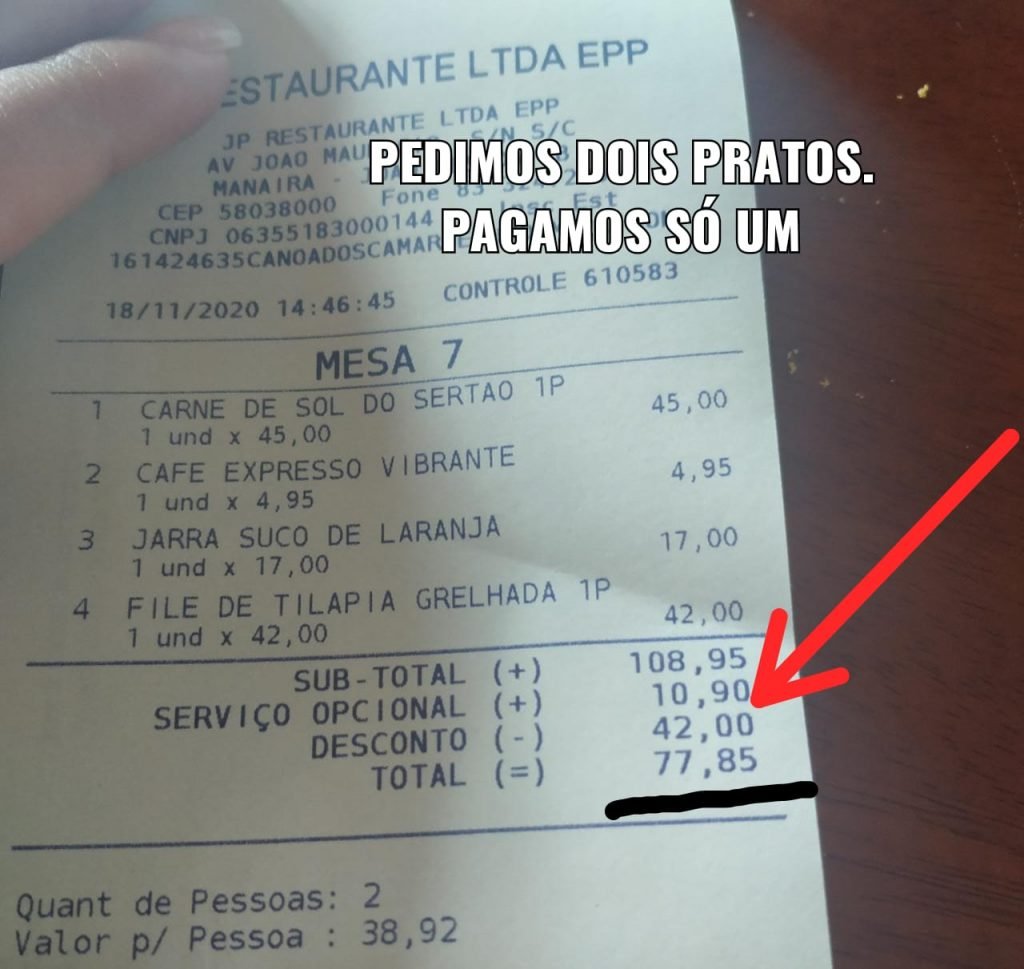 ESTAURANTE LTDA EPP
JP RESTAURANTE LTDA EPP
AV JOAO S/N S/C
PEDIMOS DOIS PRATOS.
MANAIRA -
CEP 58038000 Fone 83
CNPJ 06355183000144 Insc Est
PAGAMOS SÓ UM
161424635CANOADOSCAMAR
18/11/2020 14:46:45 CONTROLE 610583
MESA 7
1 CARNE DE SOL DO SERTAO 1P 45,00
1 und x 45,00
2 CAFE EXPRESSO VIBRANTE 4,95
1 und x 4,95
3 JARRA SUCO DE LARANJA 17,00
1 und x 17,00
4 FILE DE TILAPIA GRELHADA 1P 42,00
1 und x 42,00
SUB-TOTAL (+) 108,95
SERVIÇO OPCIONAL (+) 10,90
DESCONTO (-) 42,00
TOTAL (=) 77,85
Quant de Pessoas: 2
Valor p/ Pessoa : 38,92